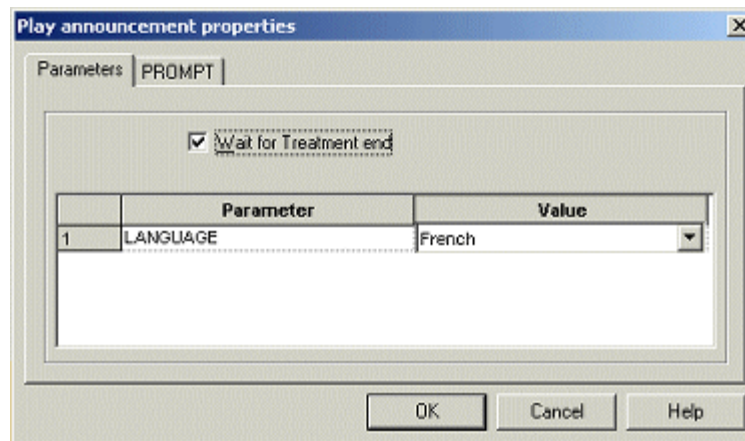 Play announcement properties
Parameters PROMPT
Wait for Treatment end
Parameter Value
1 LANGUAGE French
OK Cancel Help